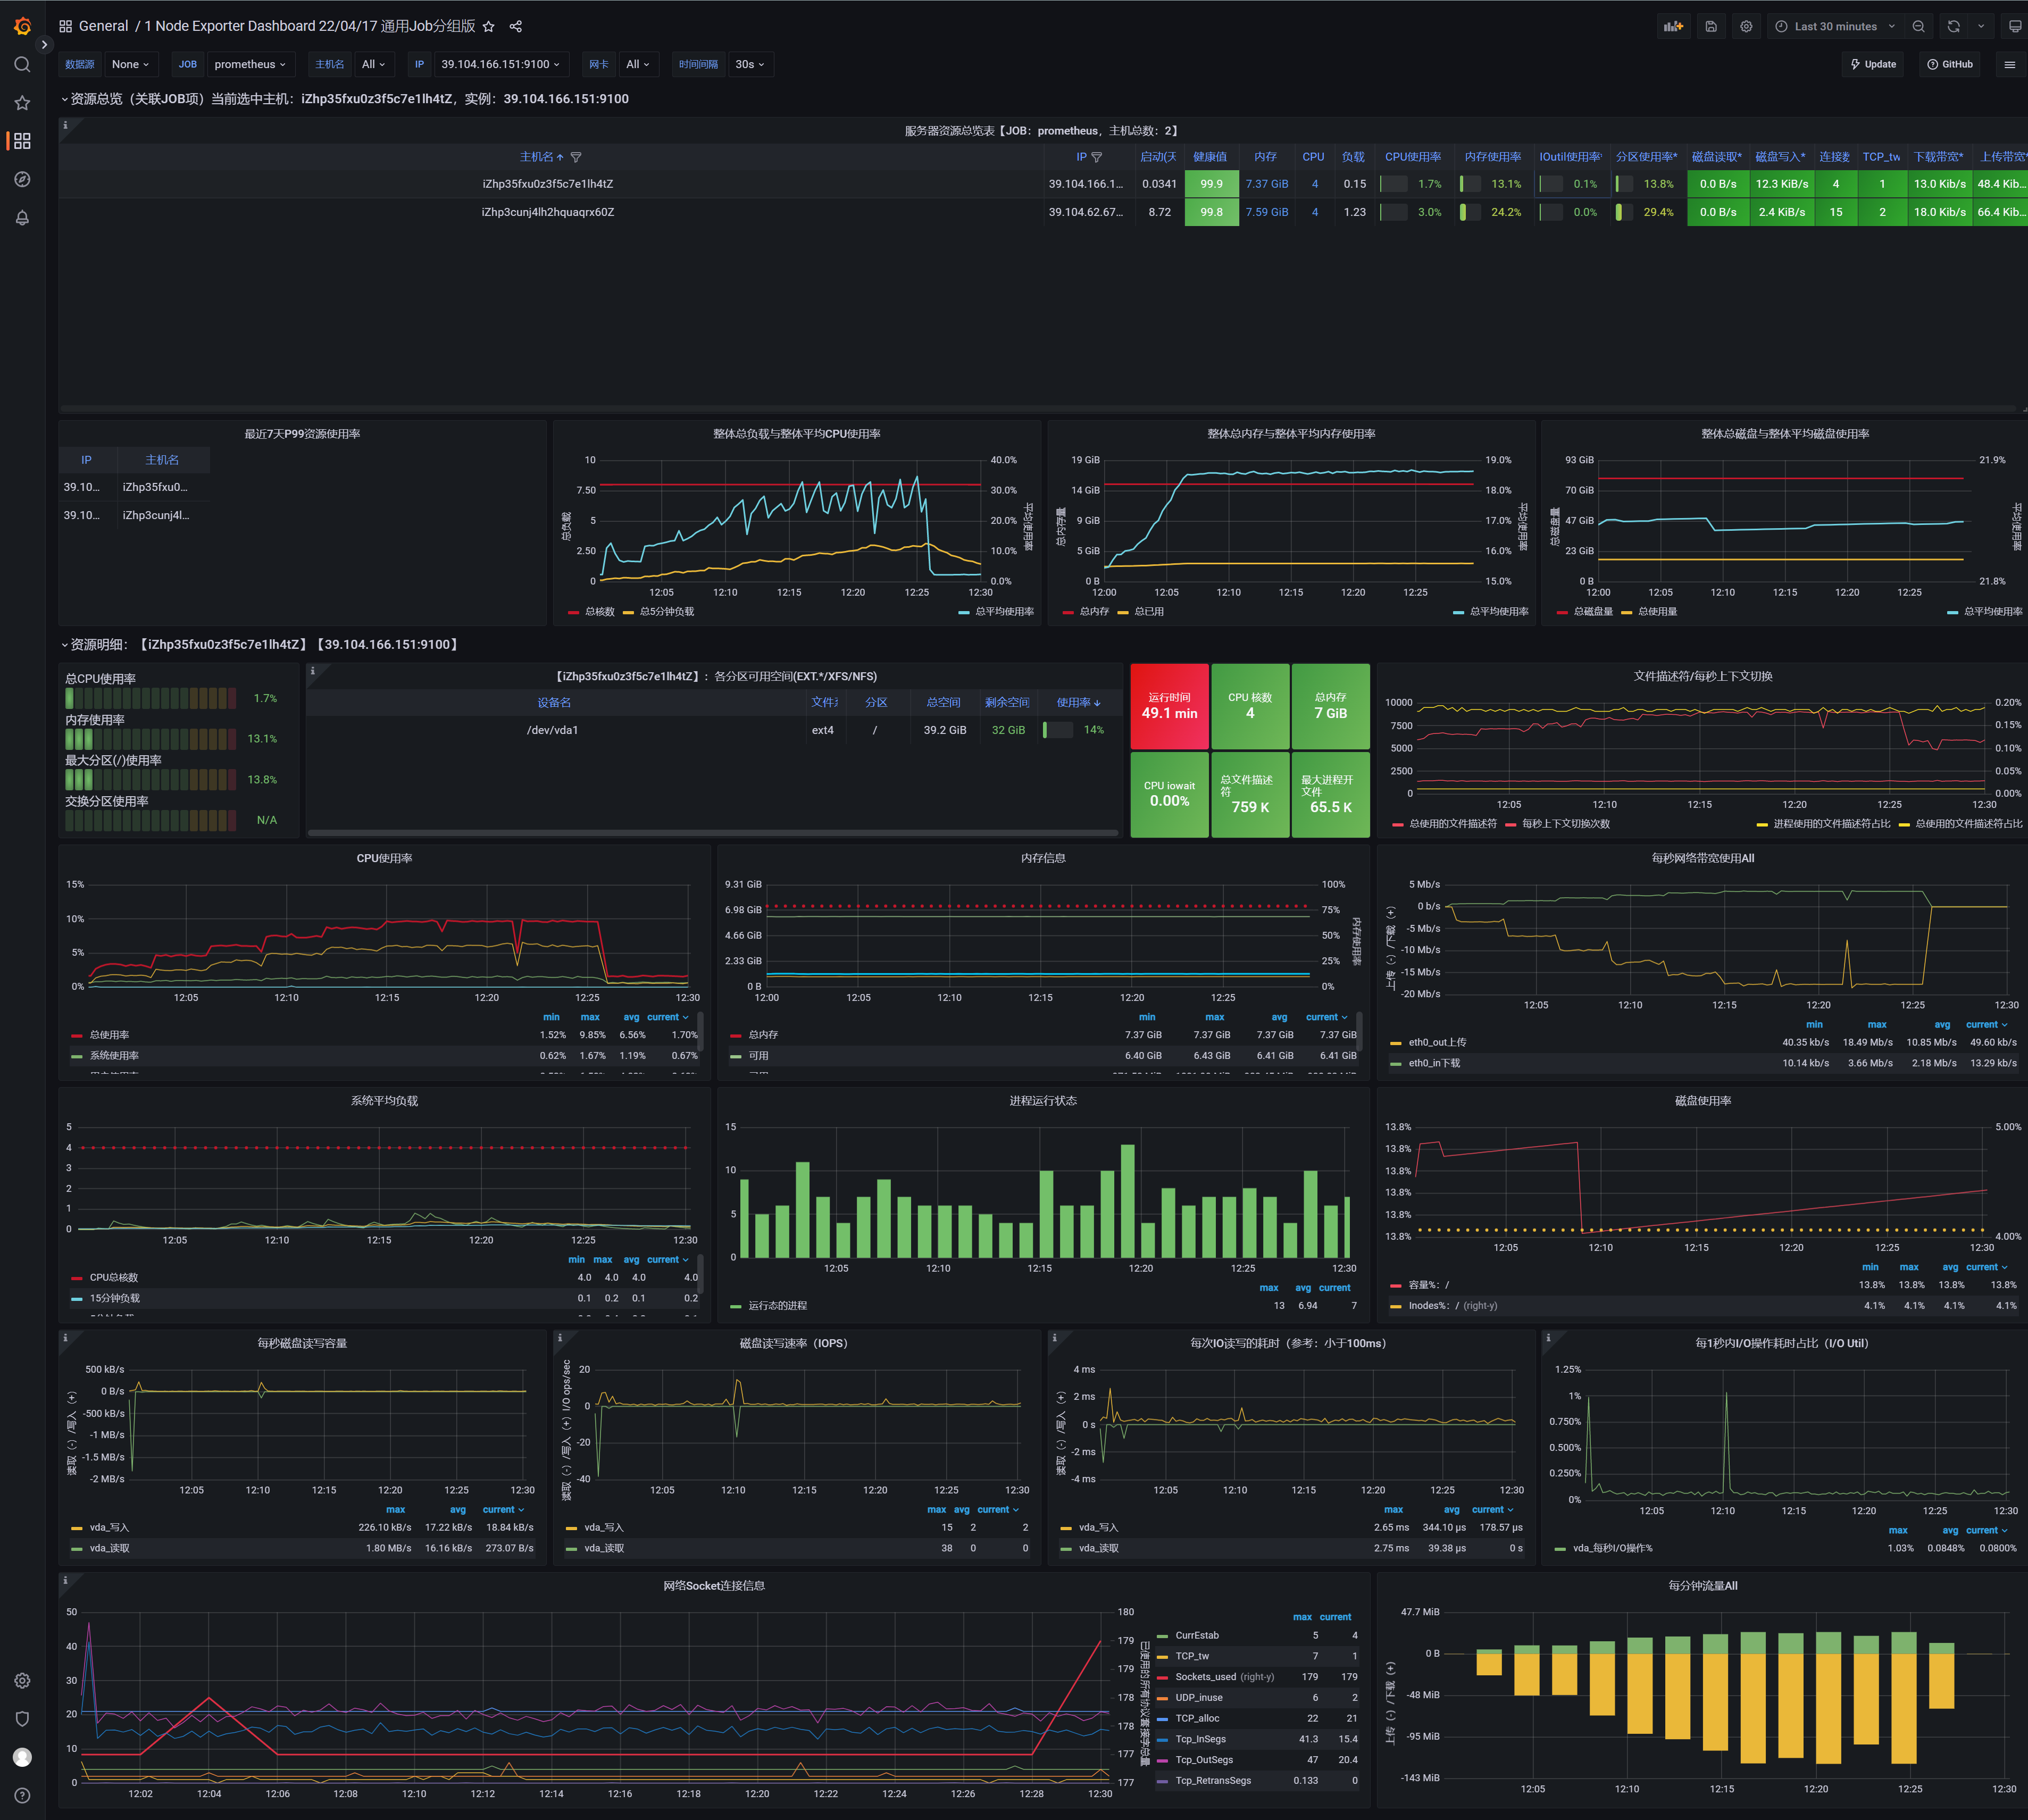 General / 1 Node Exporter Dashboard 22/04/17 通用Job分组版
Last 30 minutes
数据源 None JOB prometheus 主机名 All IP 39.104.166.151:9100 网卡 All 时间间隔 30s Update GitHub
资源总览（关联JOB项）当前选中主机：iZhp35fxu0z3f5c7e1lh4tZ，实例：39.104.166.151:9100
服务器资源总览表【JOB：prometheus，主机总数：2】
主机名 IP 启动(天 健康值 内存 CPU 负载 CPU使用率 内存使用率 IOutil使用率* 分区使用率* 磁盘读取* 磁盘写入* 连接数 TCP_tw 下载带宽* 上传带宽*
iZhp35fxu0z3f5c7e1lh4tZ 39.104.166.1... 0.0341 99.9 7.37 GiB 4 0.15 1.7% 13.1% 0.1% 13.8% 0.0 B/s 12.3 KiB/s 4 1 13.0 Kib/s 48.4 Kib...
iZhp3cunj4lh2hquaqrx60Z 39.104.62.67... 8.72 99.8 7.59 GiB 4 1.23 3.0% 24.2% 0.0% 29.4% 0.0 B/s 2.4 KiB/s 15 2 18.0 Kib/s 66.4 Kib...
最近7天P99资源使用率
IP 主机名
39.10... iZhp35fxu0...
39.10... iZhp3cunj4l...
整体总负载与整体平均CPU使用率
10 7.50 5 2.50 0
总负载
40.0% 30.0% 20.0% 10.0% 0.0%
整体平均使用率
12:05 12:10 12:15 12:20 12:25 12:30
总核数 总5分钟负载 总平均使用率
整体总内存与整体平均内存使用率
19 GiB 14 GiB 9 GiB 5 GiB 0 B
总内存量
19.0% 18.0% 17.0% 16.0% 15.0%
整体平均使用率
12:00 12:05 12:10 12:15 12:20 12:25
总内存 总已用 总平均使用率
整体总磁盘与整体平均磁盘使用率
93 GiB 70 GiB 47 GiB 23 GiB 0 B
总磁盘量
21.9% 21.8%
整体平均使用率
12:00 12:05 12:10 12:15 12:20 12:25
总磁盘量 总使用量 总平均使用率
资源明细：【iZhp35fxu0z3f5c7e1lh4tZ】【39.104.166.151:9100】
总CPU使用率
1.7%
内存使用率
13.1%
最大分区(/)使用率
13.8%
交换分区使用率
N/A
【iZhp35fxu0z3f5c7e1lh4tZ】：各分区可用空间(EXT.*/XFS/NFS)
设备名 文件系 分区 总空间 剩余空间 使用率
/dev/vda1 ext4 / 39.2 GiB 32 GiB 14%
运行时间
49.1 min
CPU 核数
4
总内存
7 GiB
CPU iowait
0.00%
总文件描述符
759 K
最大进程开文件
65.5 K
文件描述符/每秒上下文切换
10000 7500 5000 2500 0
0.20% 0.15% 0.10% 0.05% 0.00%
12:05 12:10 12:15 12:20 12:25 12:30
总使用的文件描述符 每秒上下文切换次数 进程使用的文件描述符占比 总使用的文件描述符占比
CPU使用率
15% 10% 5% 0%
12:05 12:10 12:15 12:20 12:25 12:30
min max avg current
总使用率 1.52% 9.85% 6.56% 1.70%
系统使用率 0.62% 1.67% 1.19% 0.67%
内存信息
9.31 GiB 6.98 GiB 4.66 GiB 2.33 GiB 0 B
100% 75% 50% 25% 0%
内存使用率
12:00 12:05 12:10 12:15 12:20 12:25
min max avg current
总内存 7.37 GiB 7.37 GiB 7.37 GiB 7.37 GiB
可用 6.40 GiB 6.43 GiB 6.41 GiB 6.41 GiB
每秒网络带宽使用All
5 Mb/s 0 b/s -5 Mb/s -10 Mb/s -15 Mb/s -20 Mb/s
上传（-）/下载（+）
12:05 12:10 12:15 12:20 12:25 12:30
min max avg current
eth0_out上传 40.35 kb/s 18.49 Mb/s 10.85 Mb/s 49.60 kb/s
eth0_in下载 10.14 kb/s 3.66 Mb/s 2.18 Mb/s 13.29 kb/s
系统平均负载
5 4 3 2 1 0
12:05 12:10 12:15 12:20 12:25 12:30
min max avg current
CPU总核数 4.0 4.0 4.0 4.0
15分钟负载 0.1 0.2 0.1 0.2
进程运行状态
15 10 5 0
12:05 12:10 12:15 12:20 12:25 12:30
max avg current
运行态的进程 13 6.94 7
磁盘使用率
13.8% 13.8% 13.8% 13.8% 13.8% 13.8%
5.00% 4.00%
12:05 12:10 12:15 12:20 12:25 12:30
min max avg current
容量%：/ 13.8% 13.8% 13.8% 13.8%
Inodes%：/ (right-y) 4.1% 4.1% 4.1% 4.1%
每秒磁盘读写容量
500 kB/s 0 B/s -500 kB/s -1 MB/s -1.5 MB/s -2 MB/s
读取（-）/写入（+）
12:05 12:10 12:15 12:20 12:25 12:30
max avg current
vda_写入 226.10 kB/s 17.22 kB/s 18.84 kB/s
vda_读取 1.80 MB/s 16.16 kB/s 273.07 B/s
磁盘读写速率（IOPS）
20 0 -20 -40
读取（-）/写入（+）I/O ops/sec
12:05 12:10 12:15 12:20 12:25 12:30
max avg current
vda_写入 15 2 2
vda_读取 38 0 0
每次IO读写的耗时（参考：小于100ms）
4 ms 2 ms 0 s -2 ms -4 ms
读取（-）/写入（+）
12:05 12:10 12:15 12:20 12:25 12:30
max avg current
vda_写入 2.65 ms 344.10 µs 178.57 µs
vda_读取 2.75 ms 39.38 µs 0 s
每1秒内I/O操作耗时占比（I/O Util）
1.25% 1% 0.750% 0.500% 0.250% 0%
12:05 12:10 12:15 12:20 12:25 12:30
max avg current
vda_每秒I/O操作% 1.03% 0.0848% 0.0800%
网络Socket连接信息
50 40 30 20 10 0
180 179 179 178 178 177 177
已使用的所有协议套接字总量
12:02 12:04 12:06 12:08 12:10 12:12 12:14 12:16 12:18 12:20 12:22 12:24 12:26 12:28 12:30
max current
CurrEstab 5 4
TCP_tw 7 1
Sockets_used (right-y) 179 179
UDP_inuse 6 2
TCP_alloc 22 21
Tcp_InSegs 41.3 15.4
Tcp_OutSegs 47 20.4
Tcp_RetransSegs 0.133 0
每分钟流量All
47.7 MiB 0 B -48 MiB -95 MiB -143 MiB
上传（-）/下载（+）
12:05 12:10 12:15 12:20 12:25 12:30